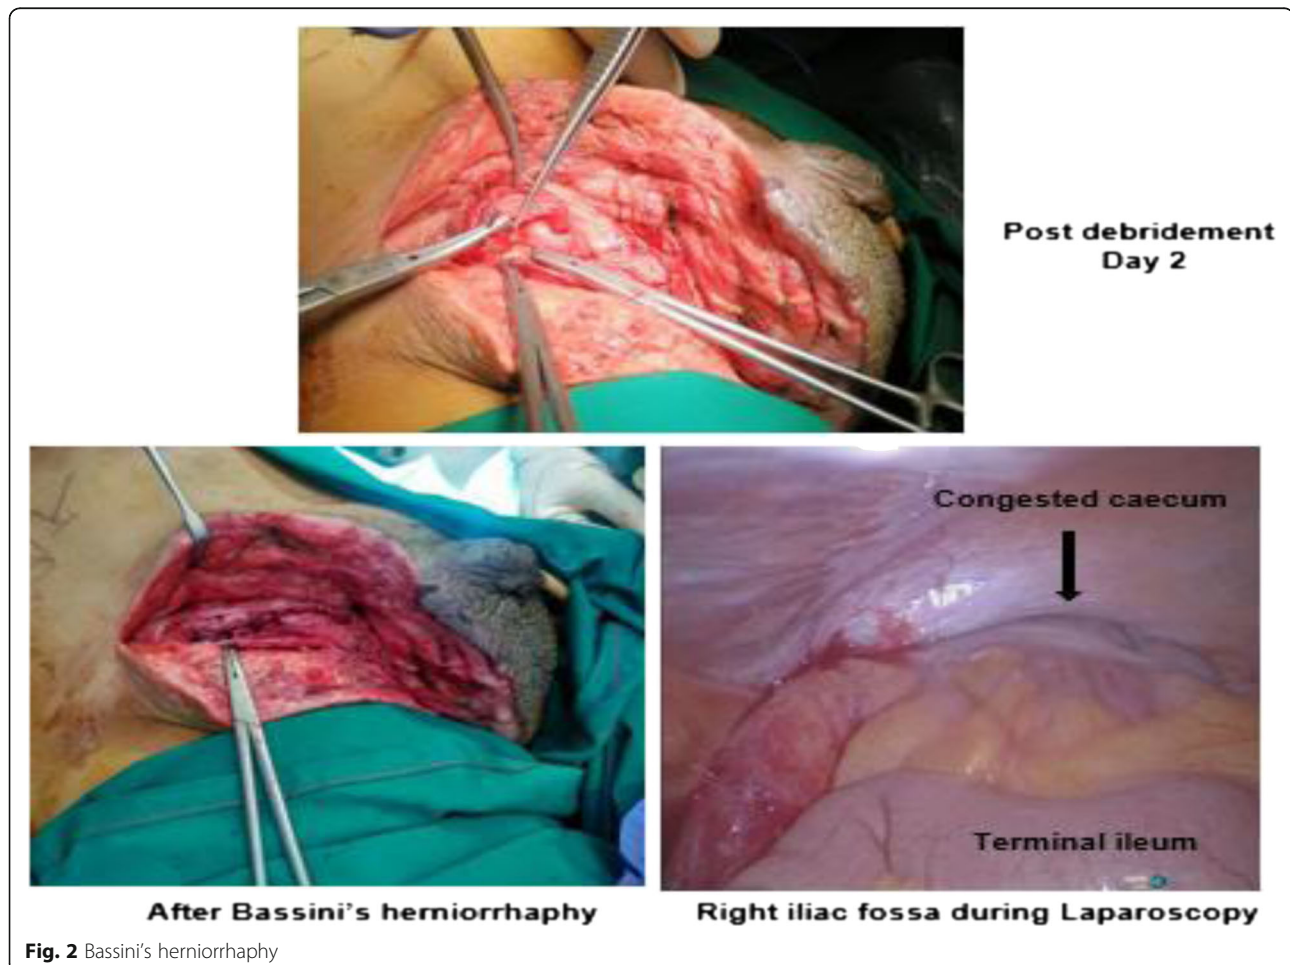 Post debridement
Day 2
Congested caecum
Terminal ileum
After Bassini's herniorrhaphy
Right iliac fossa during Laparoscopy
Fig. 2 Bassini's herniorrhaphy